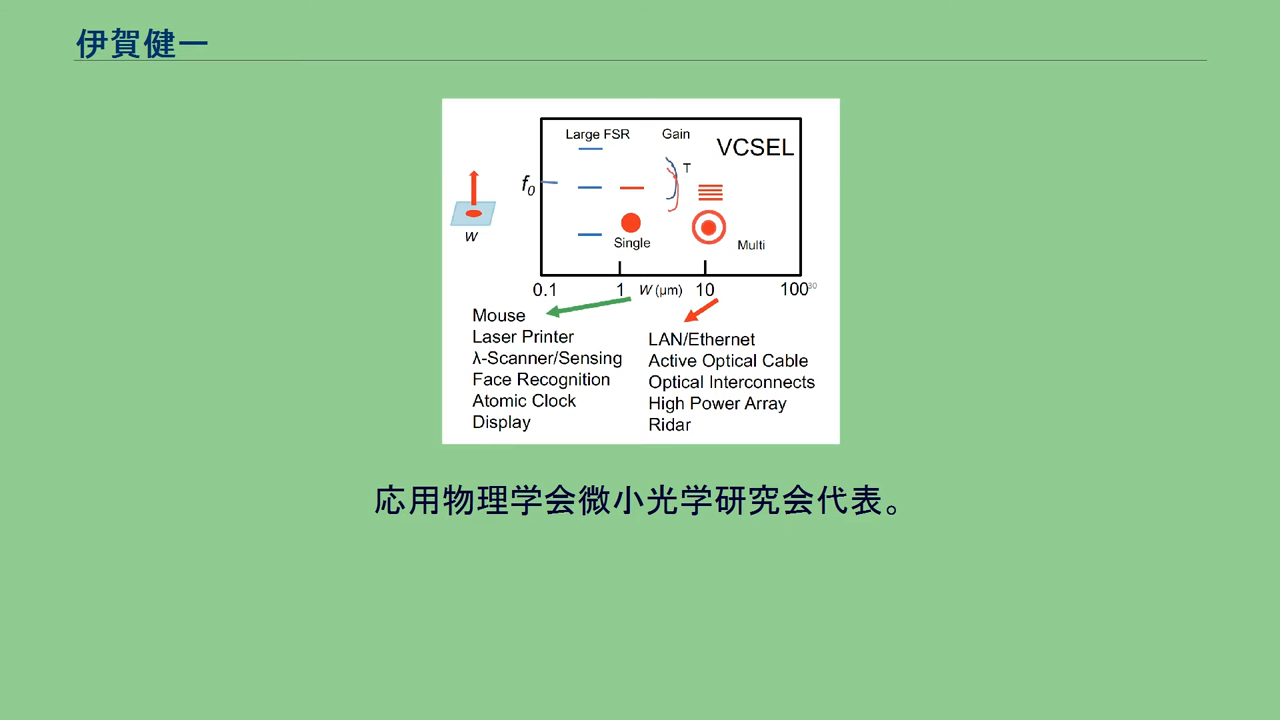 伊賀健一
Large FSR
Gain
VCSEL
T
f0
w
Single
Multi
0.1
1
W (μm)
10
100
30
Mouse
Laser Printer
λ-Scanner/Sensing
Face Recognition
Atomic Clock
Display
LAN/Ethernet
Active Optical Cable
Optical Interconnects
High Power Array
Ridar
応用物理学会微小光学研究会代表。